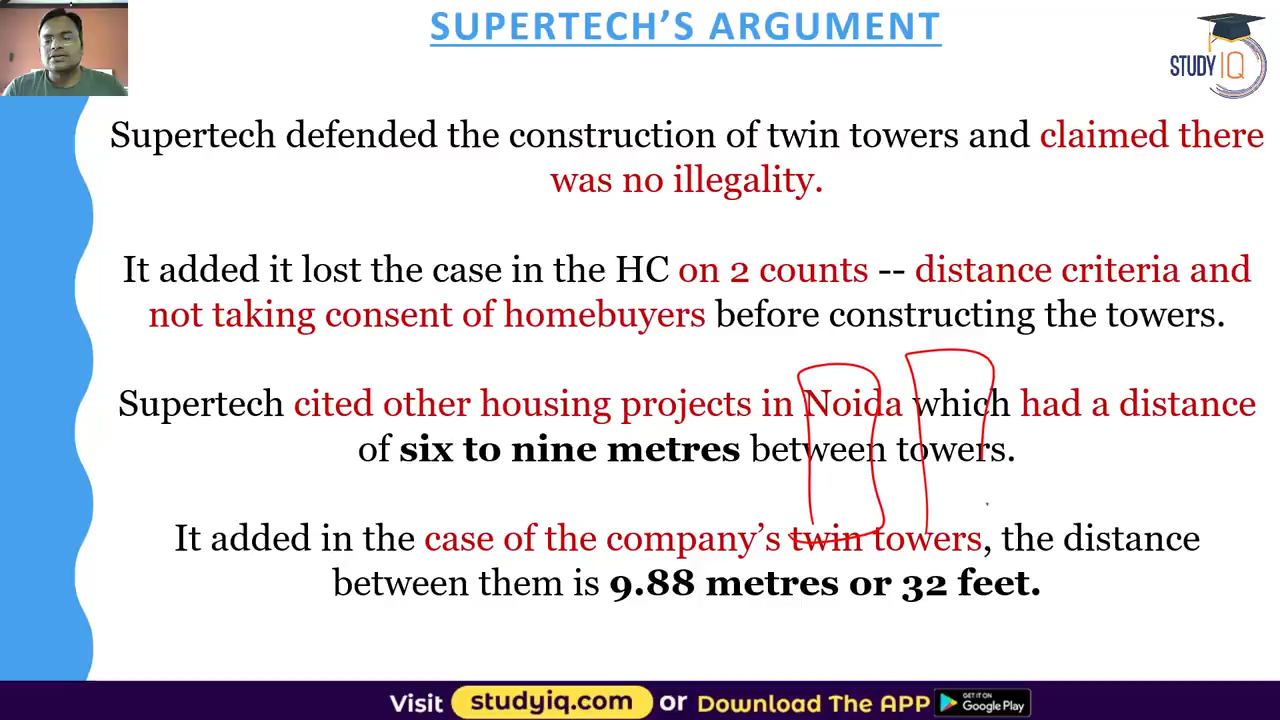 SUPERTECH'S ARGUMENT
STUDY IQ
Supertech defended the construction of twin towers and claimed there
was no illegality.
It added it lost the case in the HC on 2 counts -- distance criteria and
not taking consent of homebuyers before constructing the towers.
Supertech cited other housing projects in Noida which had a distance
of six to nine metres between towers.
It added in the case of the company's twin towers, the distance
between them is 9.88 metres or 32 feet.
Visit studyiq.com or Download The APP GET IT ON Google Play